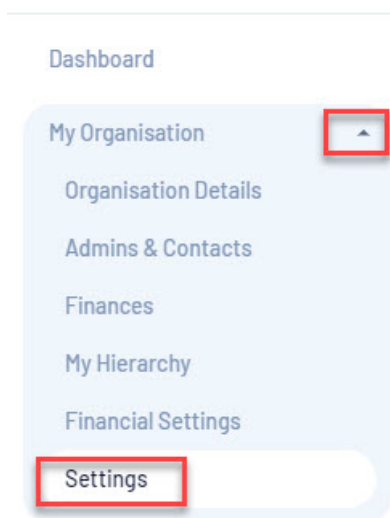 Dashboard
My Organisation
Organisation Details
Admins & Contacts
Finances
My Hierarchy
Financial Settings
Settings